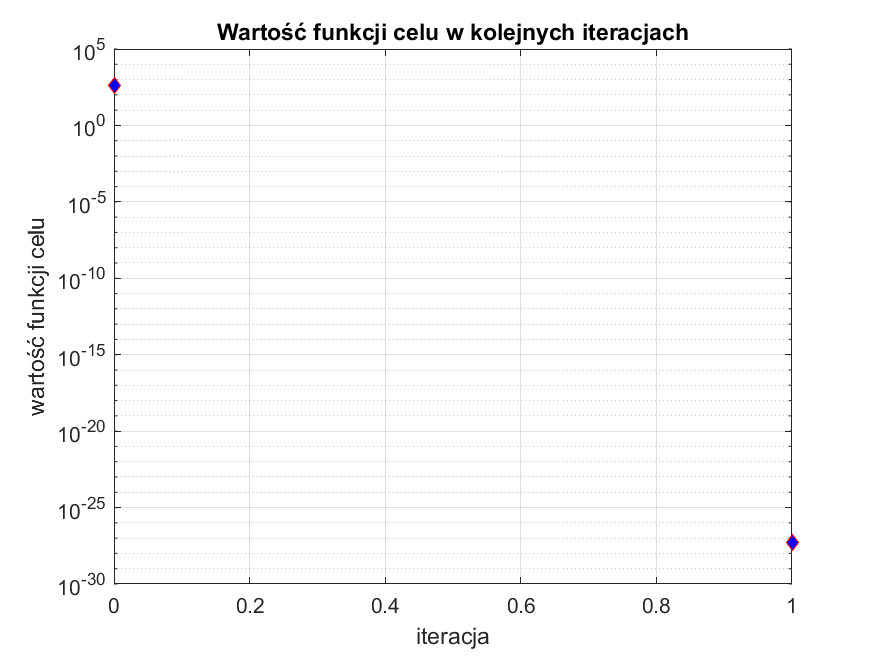 Wartość funkcji celu w kolejnych iteracjach
10^5
10^0
10^-5
10^-10
10^-15
10^-20
10^-25
10^-30
wartość funkcji celu
0 0.2 0.4 0.6 0.8 1
iteracja